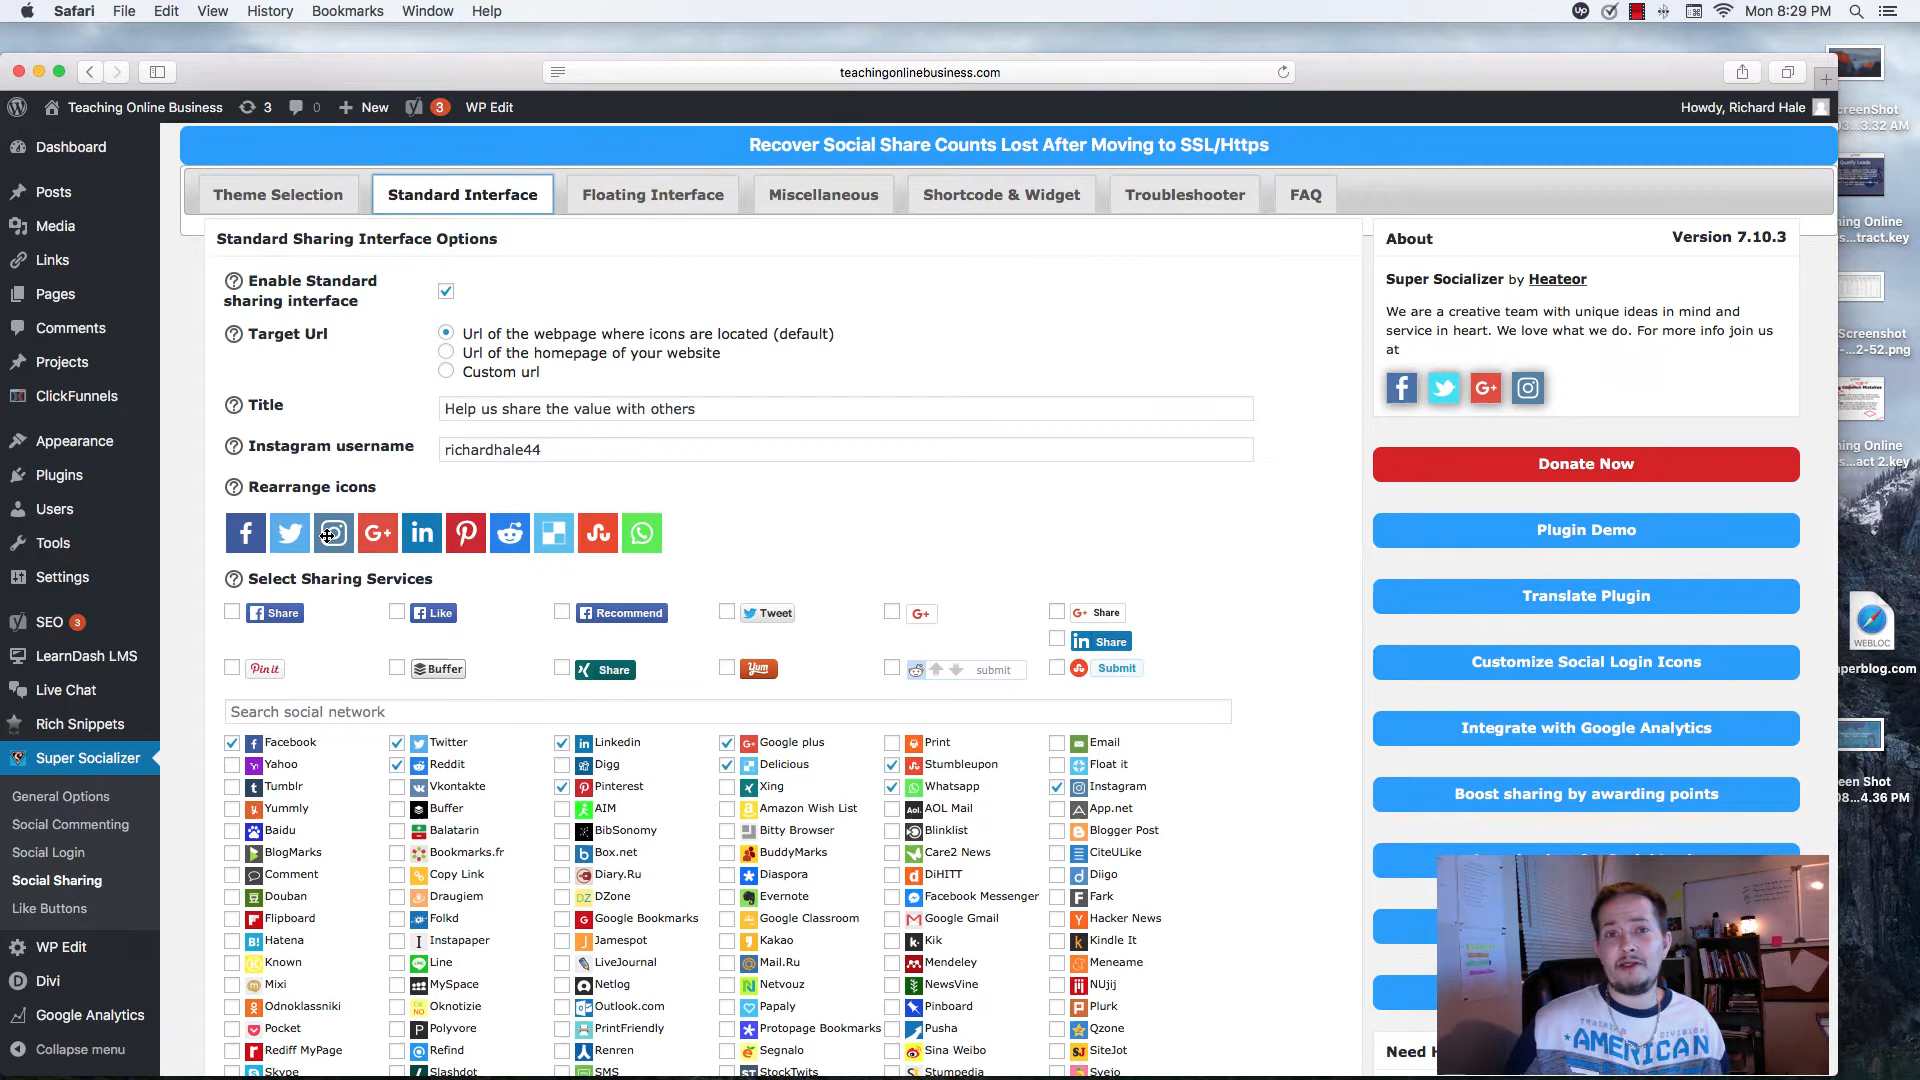 Safari File Edit View History Bookmarks Window Help
Mon 8:29 PM
teachingonlinebusiness.com
Teaching Online Business 3 0 New 3 WP Edit
Howdy, Richard Hale
Dashboard
Posts
Media
Links
Pages
Comments
Projects
ClickFunnels
Appearance
Plugins
Users
Tools
Settings
SEO 3
LearnDash LMS
Live Chat
Rich Snippets
Super Socializer
General Options
Social Commenting
Social Login
Social Sharing
Like Buttons
WP Edit
Divi
Google Analytics
Collapse menu
Recover Social Share Counts Lost After Moving to SSL/Https
Theme Selection Standard Interface Floating Interface Miscellaneous Shortcode & Widget Troubleshooter FAQ
Standard Sharing Interface Options
Enable Standard
sharing interface
Target Url
Url of the webpage where icons are located (default)
Url of the homepage of your website
Custom url
Title
Help us share the value with others
Instagram username
richardhale44
Rearrange icons
Select Sharing Services
Share Like Recommend Tweet G+ G+ Share
in Share
Pin it Buffer Share Yum submit Submit
Search social network
Facebook Twitter Linkedin Google plus Print Email
Yahoo Reddit Digg Delicious Stumbleupon Float it
Tumblr Vkontakte Pinterest Xing Whatsapp Instagram
Yummly Buffer AIM Amazon Wish List AOL Mail App.net
Baidu Balatarin BibSonomy Bitty Browser Blinklist Blogger Post
BlogMarks Bookmarks.fr Box.net BuddyMarks Care2 News CiteULike
Comment Copy Link Diary.Ru Diaspora DiHITT Diigo
Douban Draugiem DZone Evernote Facebook Messenger Fark
Flipboard Folkd Google Bookmarks Google Classroom Google Gmail Hacker News
Hatena Instapaper Jamespot Kakao Kik Kindle It
Known Line LiveJournal Mail.Ru Mendeley Meneame
Mixi MySpace Netlog Netvouz NewsVine NUjij
Odnoklassniki Oknotizie Outlook.com Papaly Pinboard Plurk
Pocket Polyvore PrintFriendly Protopage Bookmarks Pusha Qzone
Rediff MyPage Refind Renren Segnalo Sina Weibo SiteJot
Skype Slashdot SMS StockTwits Stumpedia Svejo
About Version 7.10.3
Super Socializer by Heateor
We are a creative team with unique ideas in mind and
service in heart. We love what we do. For more info join us
at
Donate Now
Plugin Demo
Translate Plugin
Customize Social Login Icons
Integrate with Google Analytics
Boost sharing by awarding points
Need
AMERICAN